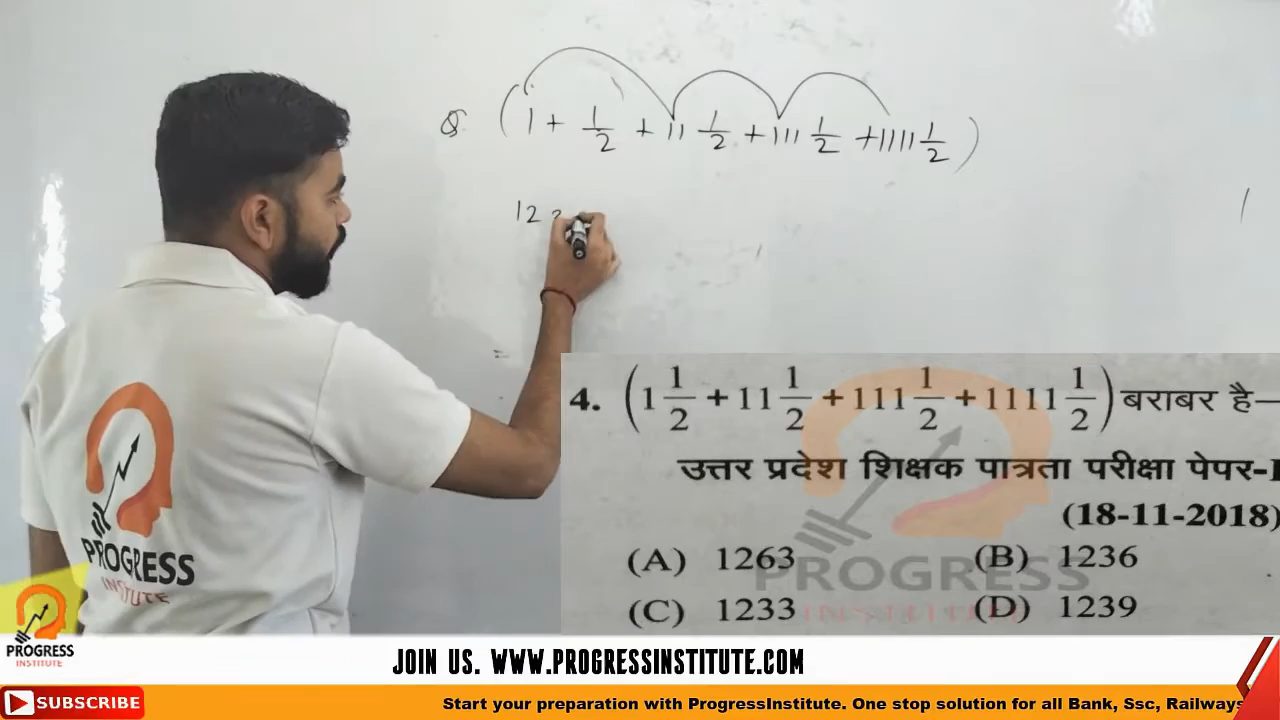 Q (1 + 1/2 + 11 1/2 + 111 1/2 + 1111 1/2)
12
=
4. (1 1/2 + 11 1/2 + 111 1/2 + 1111 1/2) बराबर है—
उत्तर प्रदेश शिक्षक पात्रता परीक्षा पेपर-I
(18-11-2018)
(A) 1263 (B) 1236
(C) 1233 (D) 1239
PROGRESS
INSTITUTE
PROGRESS
INSTITUTE
PROGRESS
INSTITUTE
JOIN US. WWW.PROGRESSINSTITUTE.COM
SUBSCRIBE
Start your preparation with ProgressInstitute. One stop solution for all Bank, Ssc, Railways